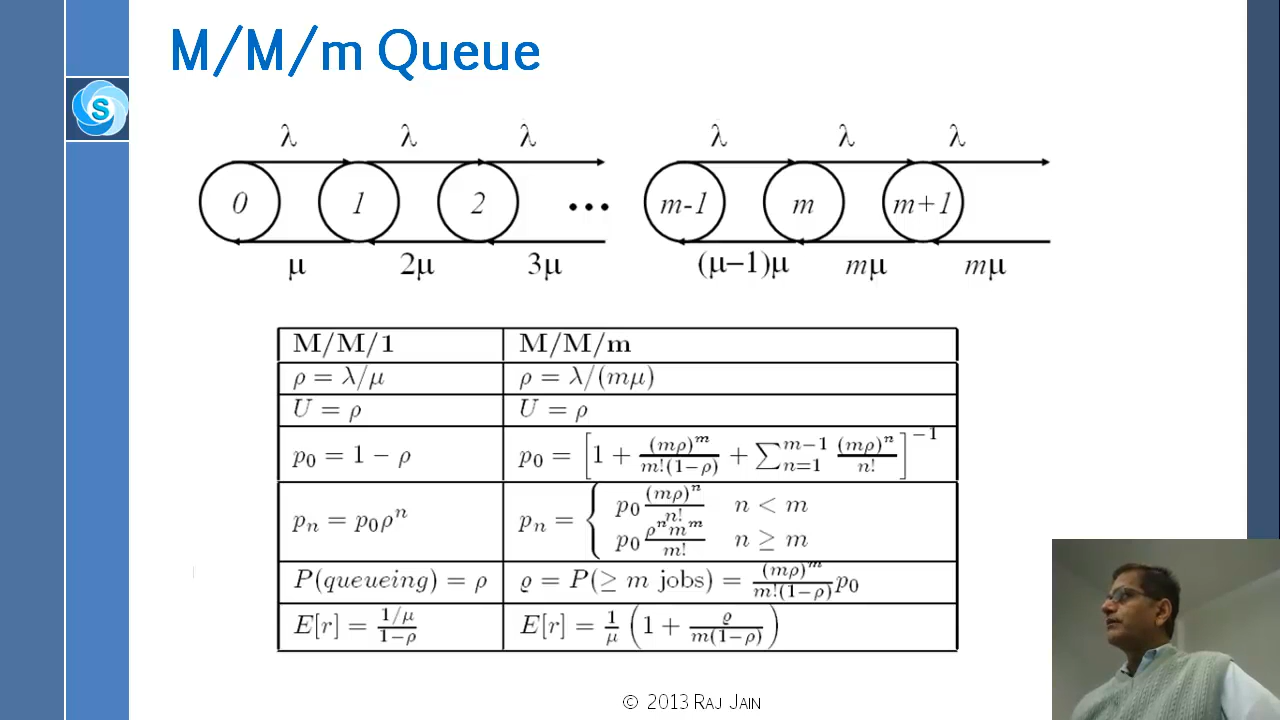 M/M/m Queue
S
λ λ λ λ λ λ
0 1 2 ••• m-1 m m+1
μ 2μ 3μ (μ−1)μ mμ mμ
M/M/1 M/M/m
ρ = λ/μ ρ = λ/(mμ)
U = ρ U = ρ
p₀ = 1 − ρ p₀ = [1 + (mρ)^m / m!(1−ρ) + ∑_{n=1}^{m−1} (mρ)^n / n!]^{−1}
pₙ = p₀ρⁿ pₙ = { p₀ (mρ)^n / n! n < m
p₀ ρ^n m^m / m! n ≥ m
P(queueing) = ρ ϱ = P(≥ m jobs) = (mρ)^m / m!(1−ρ) p₀
E[r] = (1/μ) / (1−ρ) E[r] = 1/μ (1 + ϱ / m(1−ρ))
© 2013 RAJ JAIN